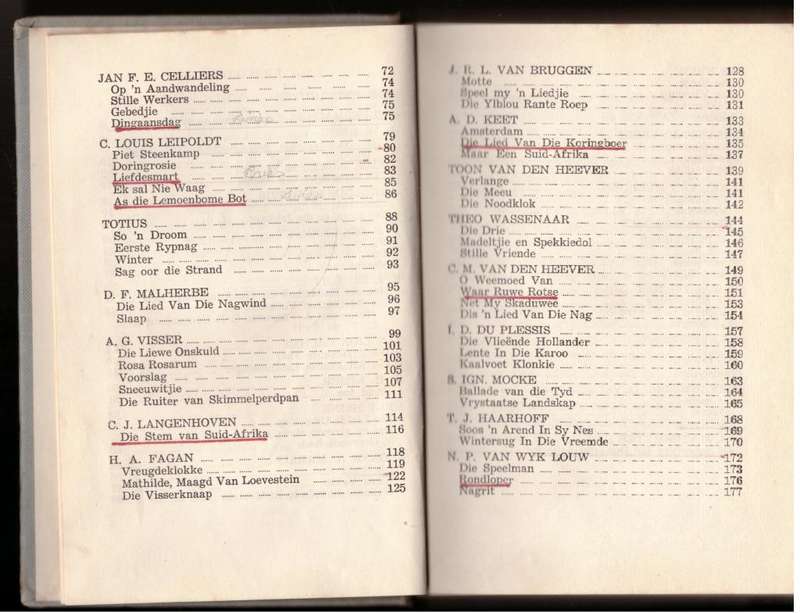 JAN F. E. CELLIERS 72
Op 'n Aandwandeling 74
Stille Werkers 74
Gebedjie 75
Dingaansdag 75
C. LOUIS LEIPOLDT 79
Piet Steenkamp 80
Doringrosie 82
Liefdesmart 83
Ek sal Nie Waag 85
As die Lemoenbome Bot 86
TOTIUS 88
So 'n Droom 90
Eerste Rypnag 91
Winter 92
Sag oor die Strand 93
D. F. MALHERBE 95
Die Lied Van Die Nagwind 96
Slaap 97
A. G. VISSER 99
Die Liewe Onskuld 101
Rosa Rosarum 103
Voorslag 105
Sneeuwitjie 107
Die Ruiter van Skimmelperdpan 111
C. J. LANGENHOVEN 114
Die Stem van Suid-Afrika 116
H. A. FAGAN 118
Vreugdeklokke 119
Mathilde, Maagd Van Loevestein 122
Die Visserknaap 125
J. R. L. VAN BRUGGEN 128
Motte 130
Speel my 'n Liedjie 130
Die Ylblou Rante Roep 131
A. D. KEET 133
Amsterdam 134
Die Lied Van Die Koringboer 135
Maar Een Suid-Afrika 137
TOON VAN DEN HEEVER 139
Verlange 141
Die Meeu 141
Die Noodklok 142
THEO WASSENAAR 144
Die Drie 145
Madeltjie en Spekkiedol 146
Stille Vriende 147
C. M. VAN DEN HEEVER 149
O Weemoed Van 150
Waar Ruwe Rotse 151
Net My Skaduwee 153
Dis 'n Lied Van Die Nag 154
I. D. DU PLESSIS 157
Die Vlieënde Hollander 158
Lente In Die Karoo 159
Kaalvoet Klonkie 160
B. IGN. MOCKE 163
Ballade van die Tyd 164
Vrystaatse Landskap 165
T. J. HAARHOFF 168
Soos 'n Arend In Sy Nes 169
Wintersug In Die Vreemde 170
N. P. VAN WYK LOUW 172
Die Speelman 173
Rondloper 176
Nagrit 177